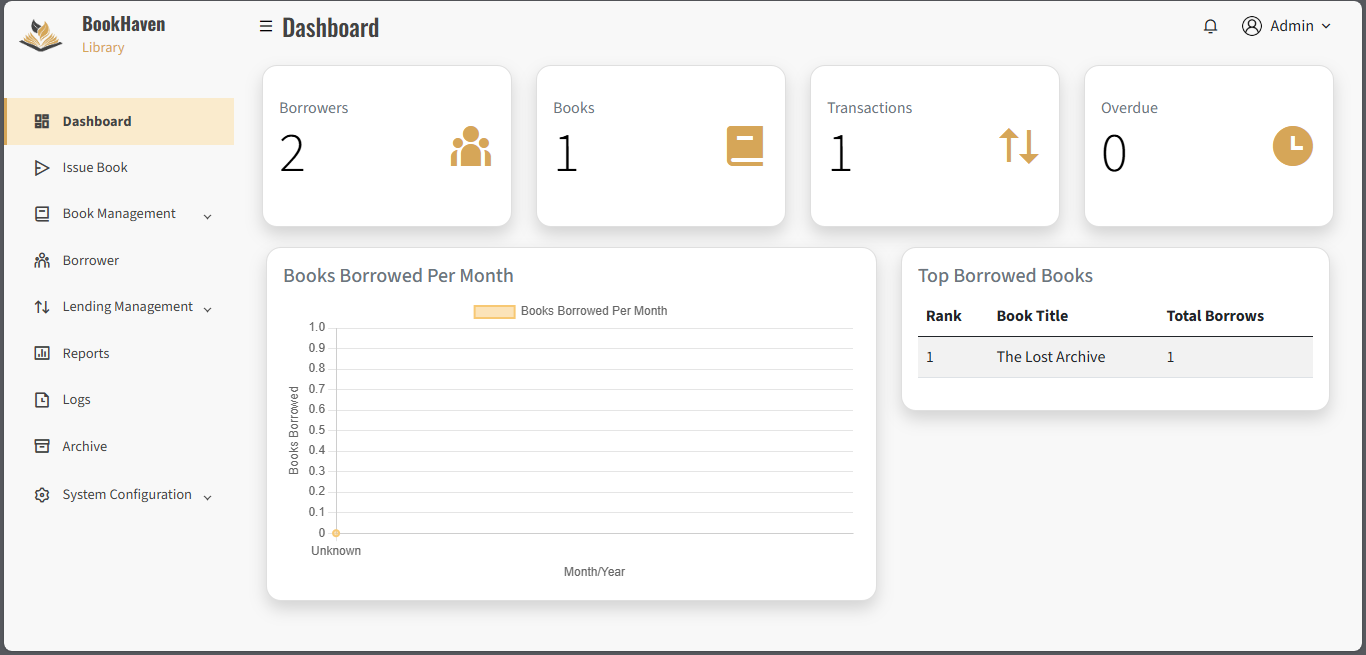 BookHaven
Library
Dashboard
Issue Book
Book Management
Borrower
Lending Management
Reports
Logs
Archive
System Configuration
Dashboard
Admin
Borrowers
2
Books
1
Transactions
1
Overdue
0
Books Borrowed Per Month
Books Borrowed Per Month
1.0
0.9
0.8
0.7
0.6
0.5
0.4
0.3
0.2
0.1
0
Books Borrowed
Unknown
Month/Year
Top Borrowed Books
Rank Book Title Total Borrows
1 The Lost Archive 1